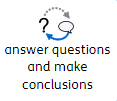 ?
answer questions
and make
conclusions